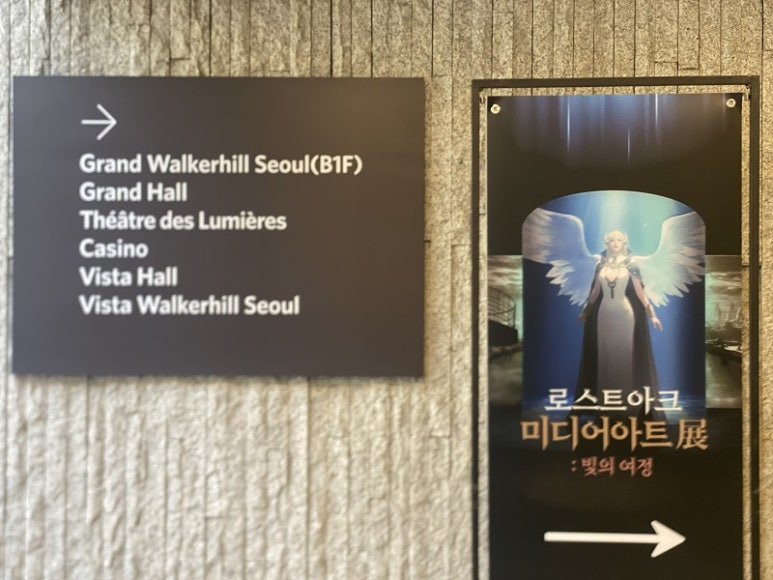 Grand Walkerhill Seoul(B1F)
Grand Hall
Théâtre des Lumières
Casino
Vista Hall
Vista Walkerhill Seoul
로스트아크
미디어아트 展
: 빛의 여정